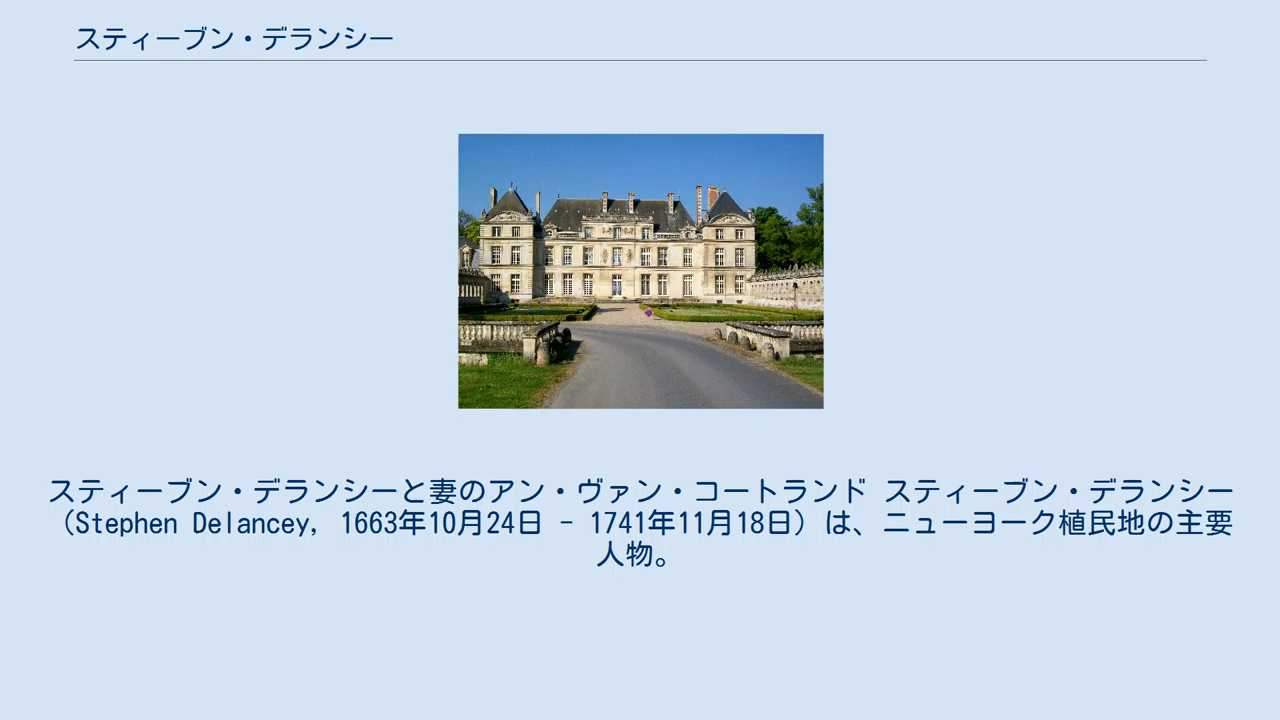 スティーブン・デランシー
スティーブン・デランシーと妻のアン・ヴァン・コートランド スティーブン・デランシー
（Stephen Delancey, 1663年10月24日 - 1741年11月18日）は、ニューヨーク植民地の主要
人物。